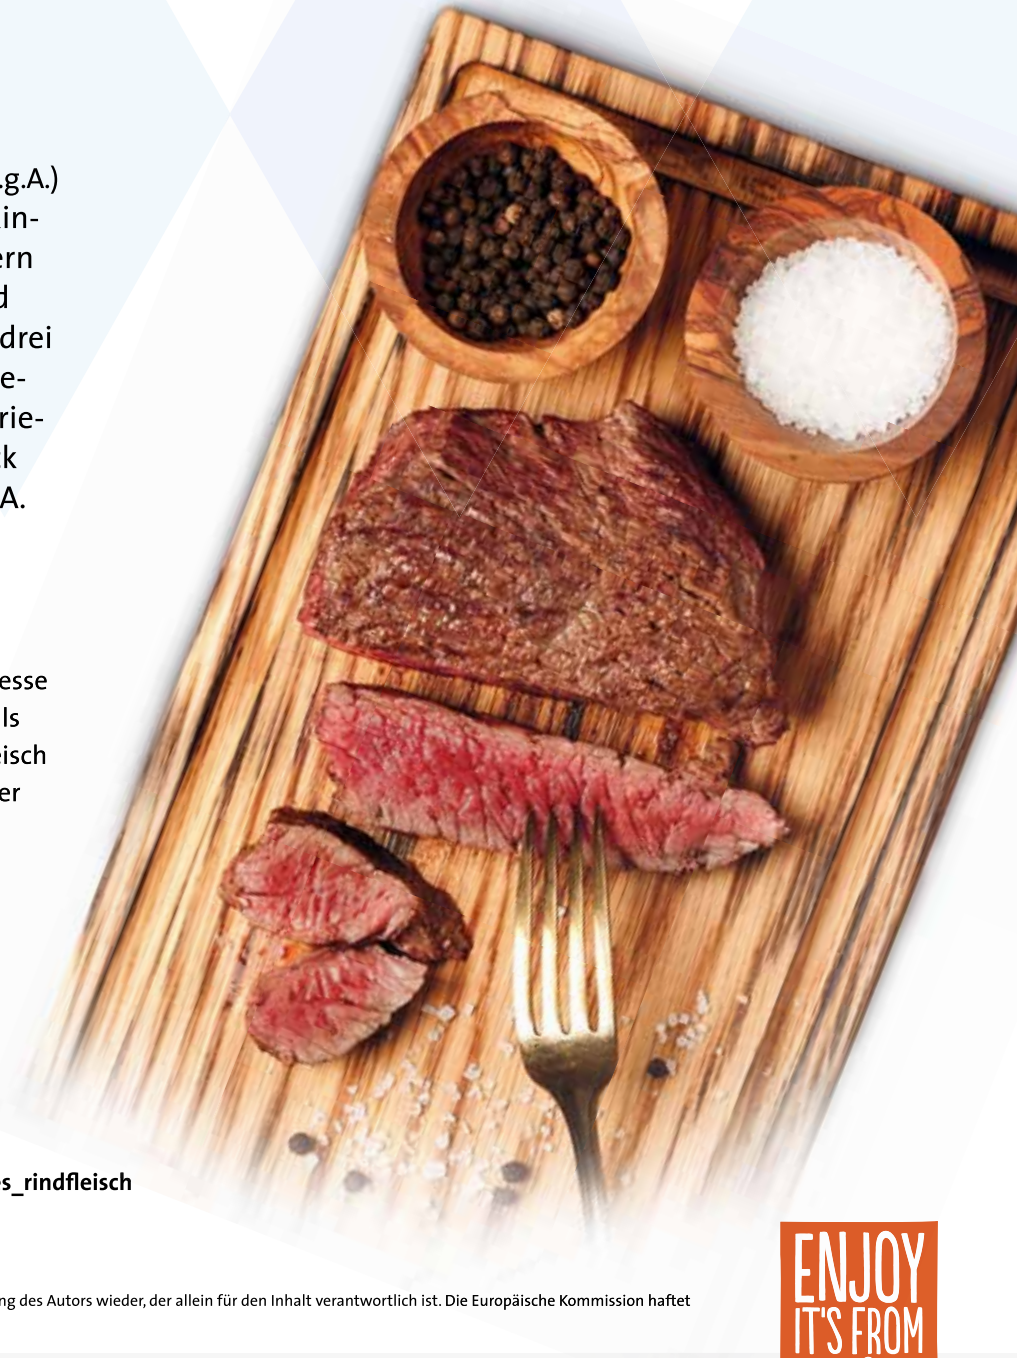 .g.A.)
in-
ern
d
drei
e-
rie-
k
A.
esse
ls
eisch
er
s_rindfleisch
ng des Autors wieder, der allein für den Inhalt verantwortlich ist. Die Europäische Kommission haftet
ENJOY
IT'S FROM